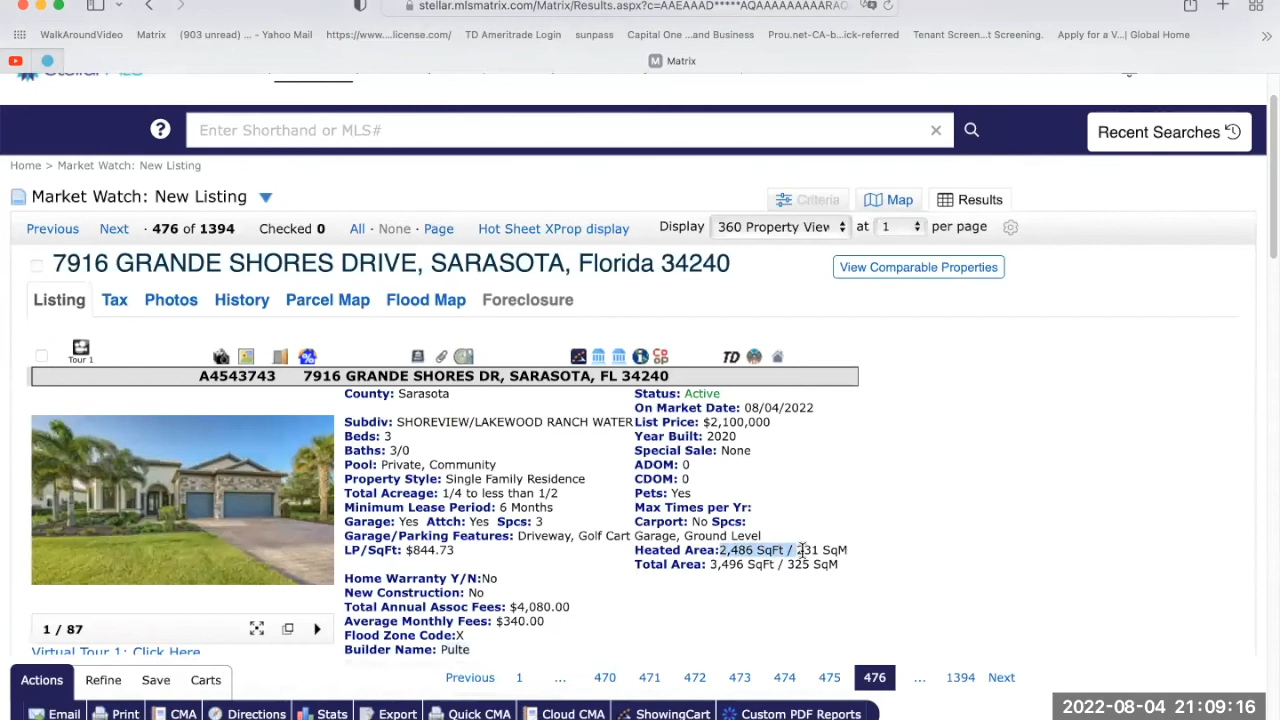 stellar.mlsmatrix.com/Matrix/Results.aspx?c=AAEAAAD*****AQAAAAAAAAARAQ
WalkAroundVideo Matrix (903 unread) ... - Yahoo Mail https://www....license.com/ TD Ameritrade Login sunpass Capital One ...and Business Prou.net-CA-b...ick-referred Tenant Screen...t Screening. Apply for a V...| Global Home
M Matrix
? Enter Shorthand or MLS# Recent Searches
Home > Market Watch: New Listing
Market Watch: New Listing Criteria Map Results
Previous Next · 476 of 1394 Checked 0 All · None · Page Hot Sheet XProp display Display 360 Property View at 1 per page
7916 GRANDE SHORES DRIVE, SARASOTA, Florida 34240 View Comparable Properties
Listing Tax Photos History Parcel Map Flood Map Foreclosure
Tour 1 TD
A4543743 7916 GRANDE SHORES DR, SARASOTA, FL 34240
County: Sarasota Status: Active
On Market Date: 08/04/2022
Subdiv: SHOREVIEW/LAKEWOOD RANCH WATER List Price: $2,100,000
Beds: 3 Year Built: 2020
Baths: 3/0 Special Sale: None
Pool: Private, Community ADOM: 0
Property Style: Single Family Residence CDOM: 0
Total Acreage: 1/4 to less than 1/2 Pets: Yes
Minimum Lease Period: 6 Months Max Times per Yr:
Garage: Yes Attch: Yes Spcs: 3 Carport: No Spcs:
Garage/Parking Features: Driveway, Golf Cart Garage, Ground Level
LP/SqFt: $844.73 Heated Area:2,486 SqFt / 231 SqM
Total Area: 3,496 SqFt / 325 SqM
Home Warranty Y/N:No
New Construction: No
Total Annual Assoc Fees: $4,080.00
Average Monthly Fees: $340.00
1 / 87
Flood Zone Code:X
Builder Name: Pulte
Virtual Tour 1: Click Here
Actions Refine Save Carts Previous 1 ... 470 471 472 473 474 475 476 ... 1394 Next
Email Print CMA Directions Stats Export Quick CMA Cloud CMA ShowingCart Custom PDF Reports
2022-08-04 21:09:16